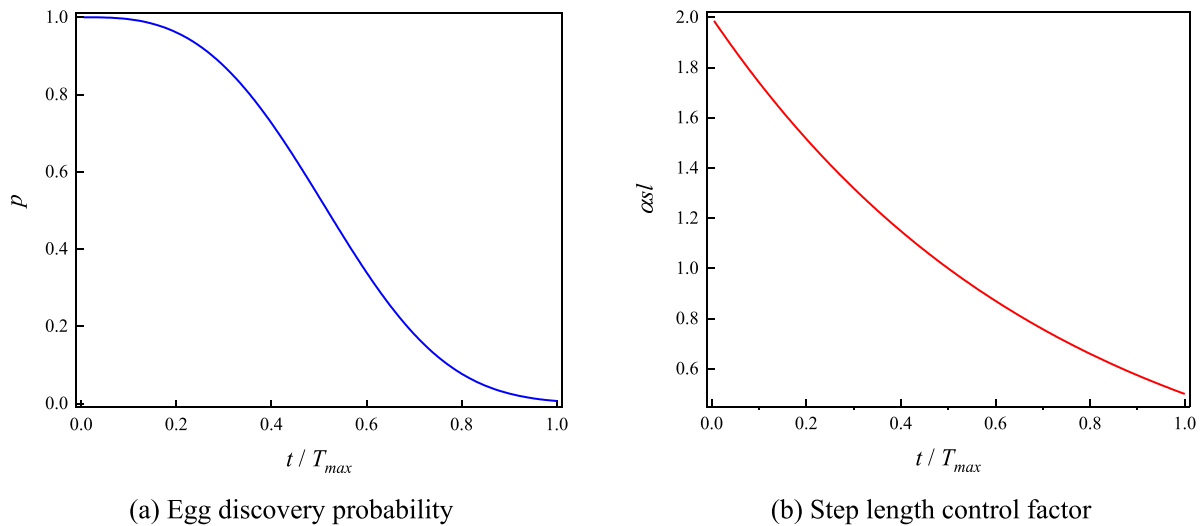 1.0
0.8
0.6
0.4
0.2
0.0
p
0.0 0.2 0.4 0.6 0.8 1.0
t / Tmax
(a) Egg discovery probability
2.0
1.8
1.6
1.4
1.2
1.0
0.8
0.6
αsl
0.0 0.2 0.4 0.6 0.8 1.0
t / Tmax
(b) Step length control factor